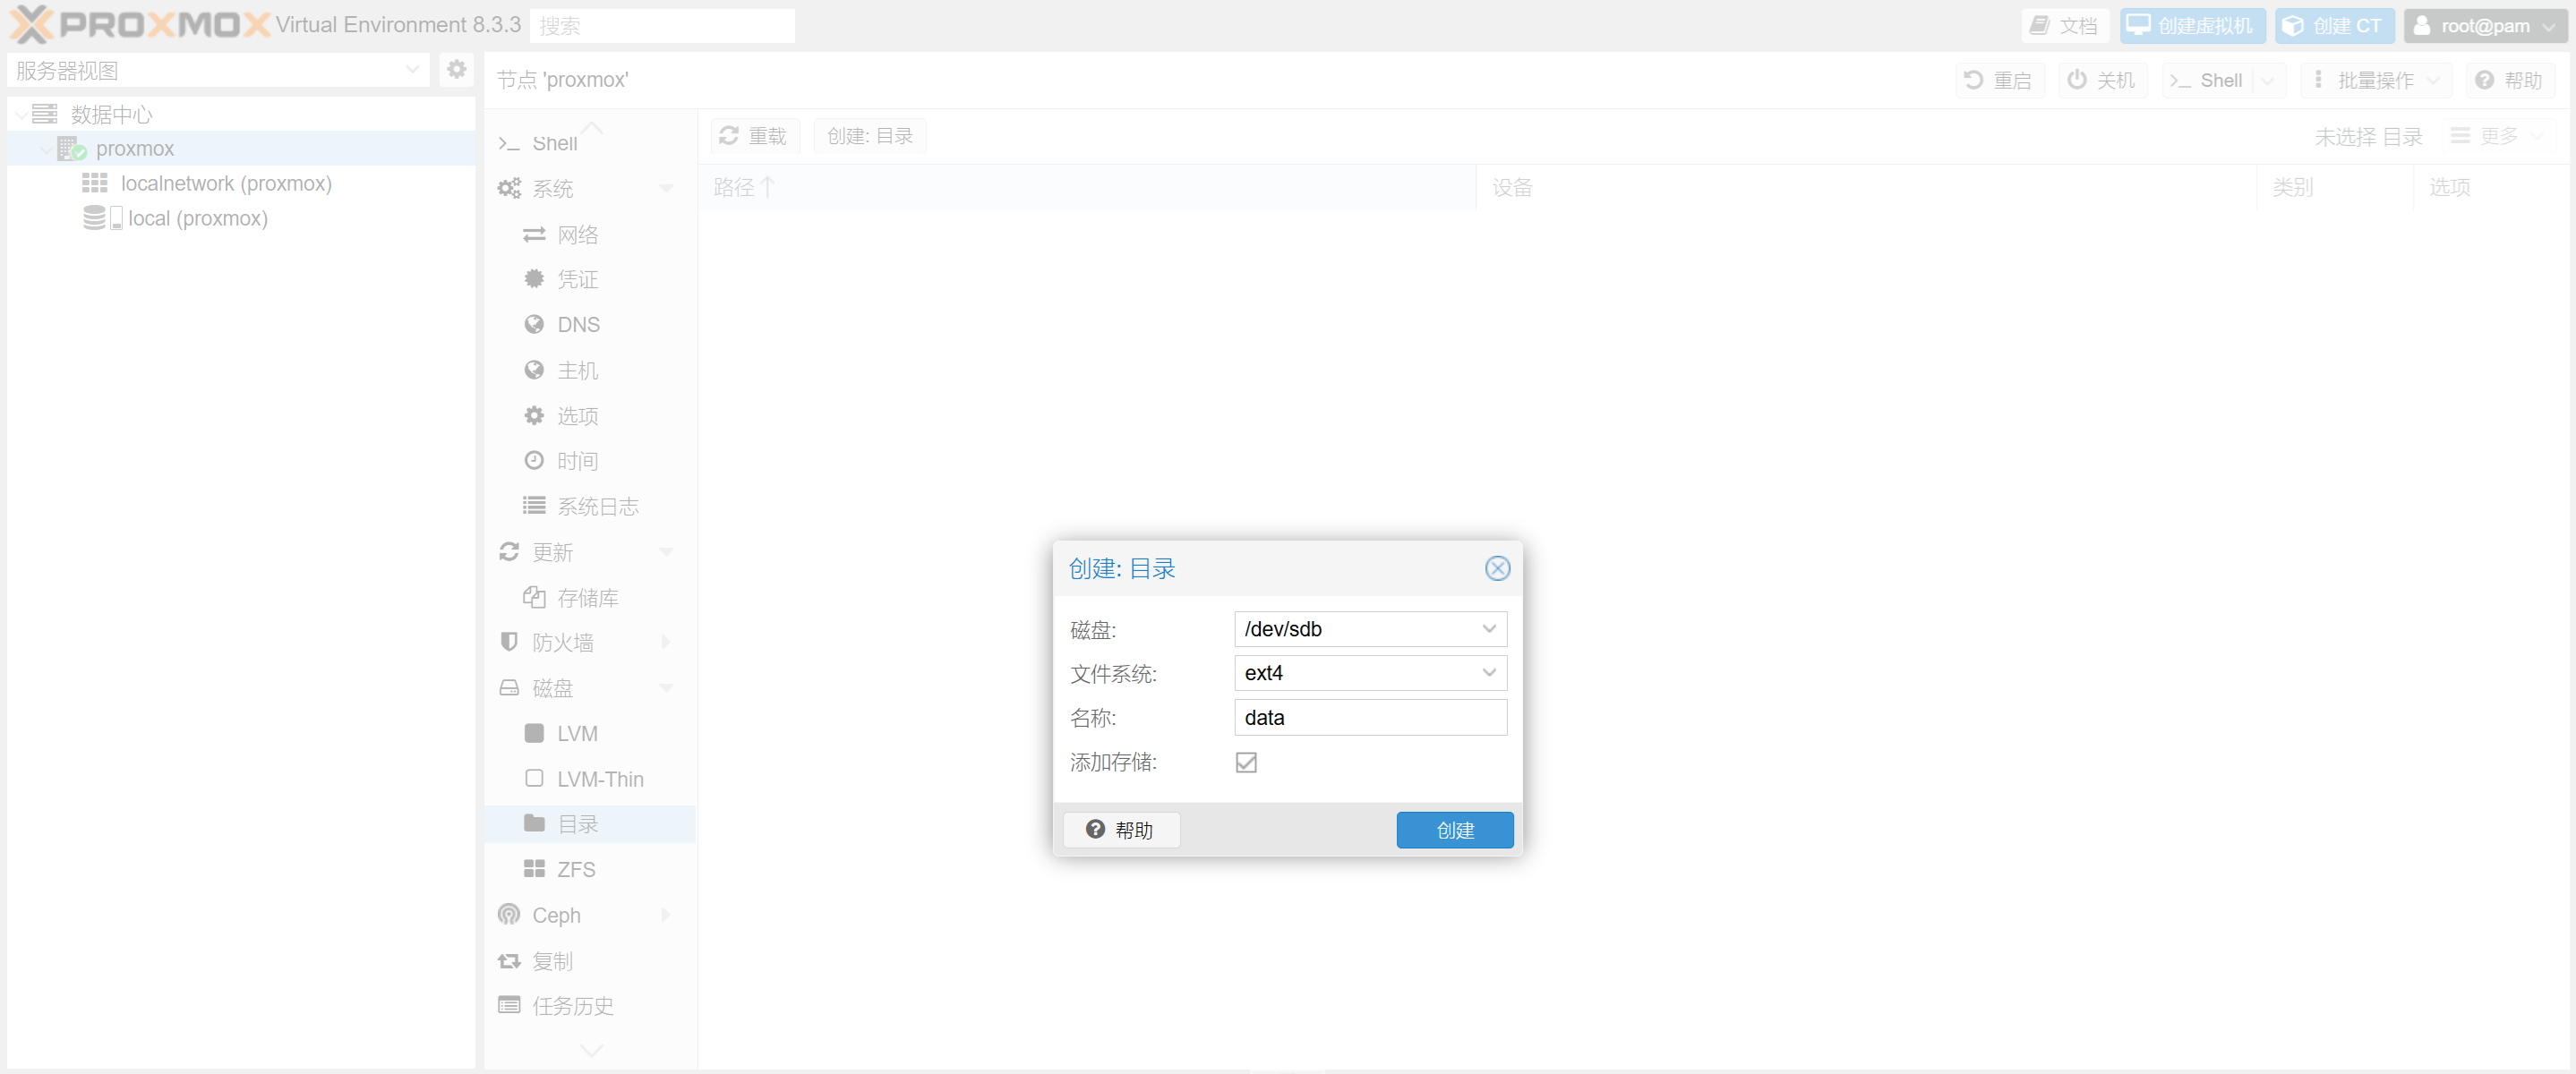 PROXMOX Virtual Environment 8.3.3
搜索
文档
创建虚拟机
创建 CT
root@pam
服务器视图
数据中心
proxmox
localnetwork (proxmox)
local (proxmox)
节点 'proxmox'
重启
关机
Shell
批量操作
帮助
Shell
系统
网络
凭证
DNS
主机
选项
时间
系统日志
更新
存储库
防火墙
磁盘
LVM
LVM-Thin
目录
ZFS
Ceph
复制
任务历史
重载
创建: 目录
未选择 目录
更多
路径
设备
类别
选项
创建: 目录
磁盘: /dev/sdb
文件系统: ext4
名称: data
添加存储:
帮助
创建